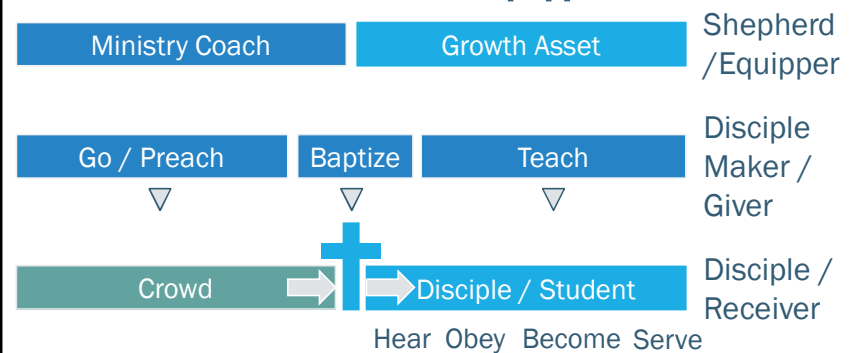 Ministry Coach
Growth Asset
Shepherd
/Equipper
Go / Preach
Baptize
Teach
Disciple
Maker /
Giver
Crowd
Disciple / Student
Disciple /
Receiver
Hear Obey Become Serve